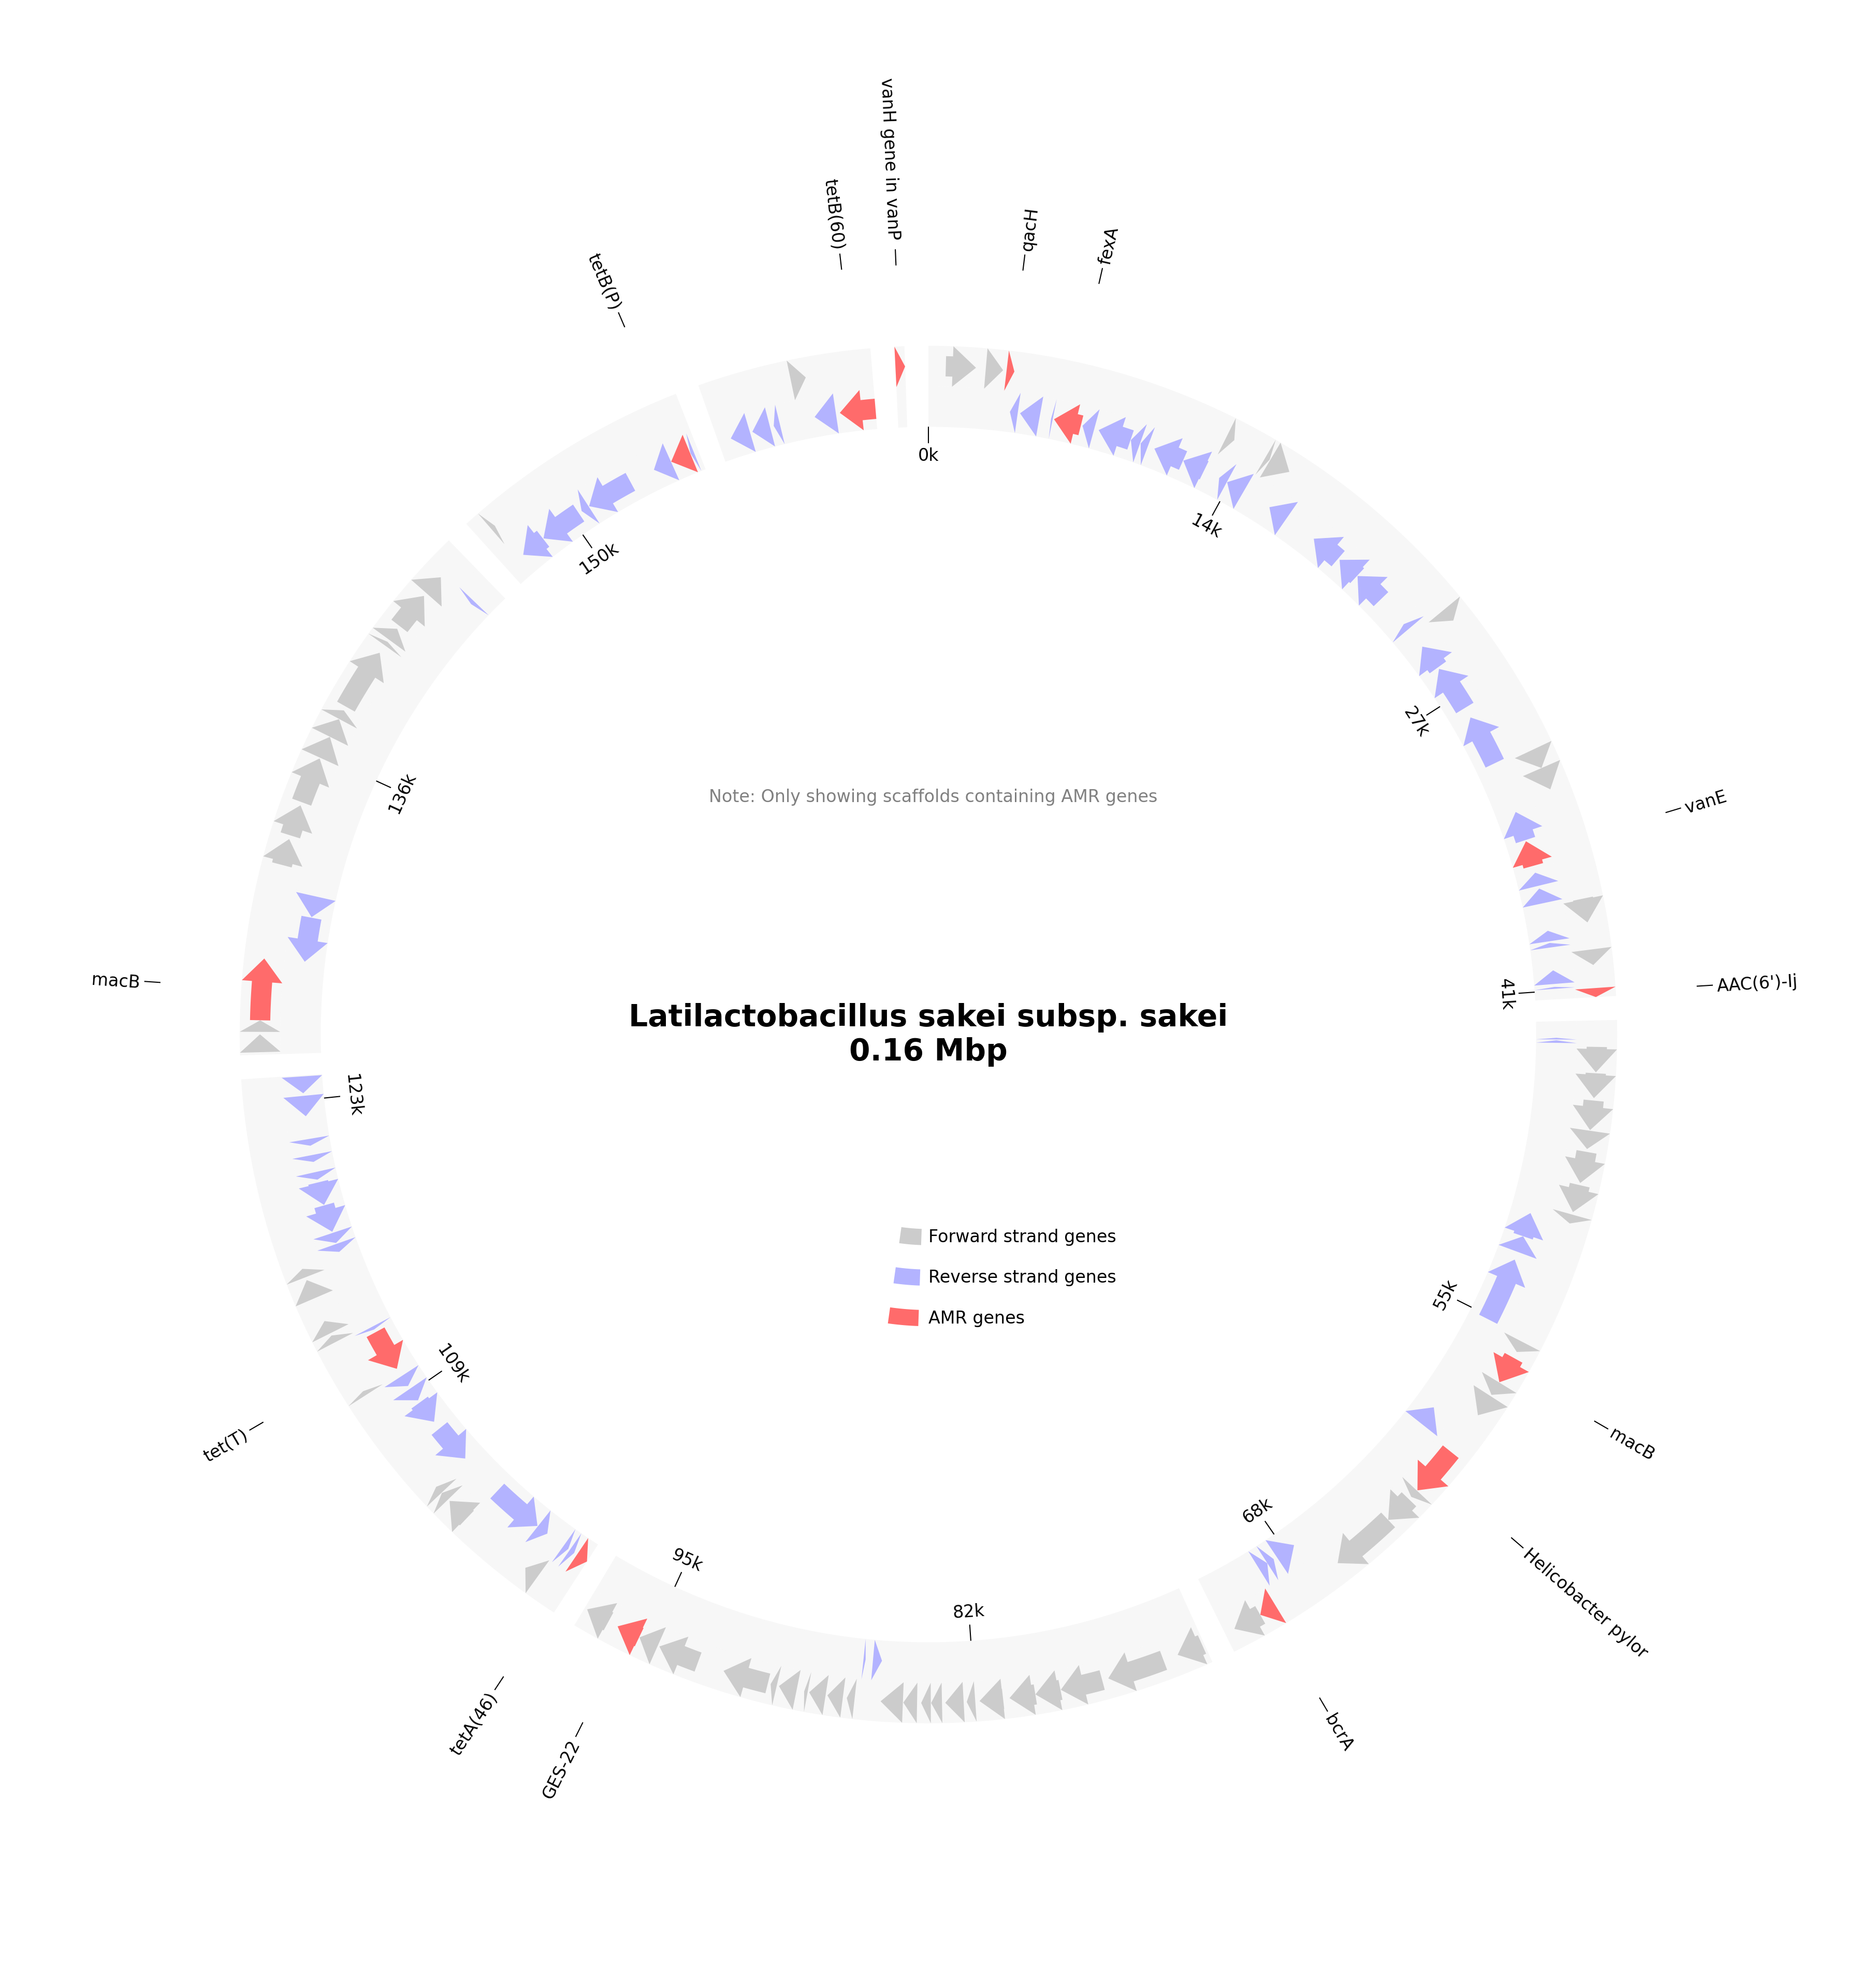 vanH gene in vanP
tetB(60)
qacH
fexA
tetB(P)
0k
14k
150k
27k
136k
Note: Only showing scaffolds containing AMR genes
vanE
macB
AAC(6')-Ij
41k
Latilactobacillus sakei subsp. sakei
0.16 Mbp
123k
Forward strand genes
Reverse strand genes
AMR genes
55k
109k
tet(T)
macB
68k
Helicobacter pylor
95k
82k
tetA(46)
GES-22
bcrA